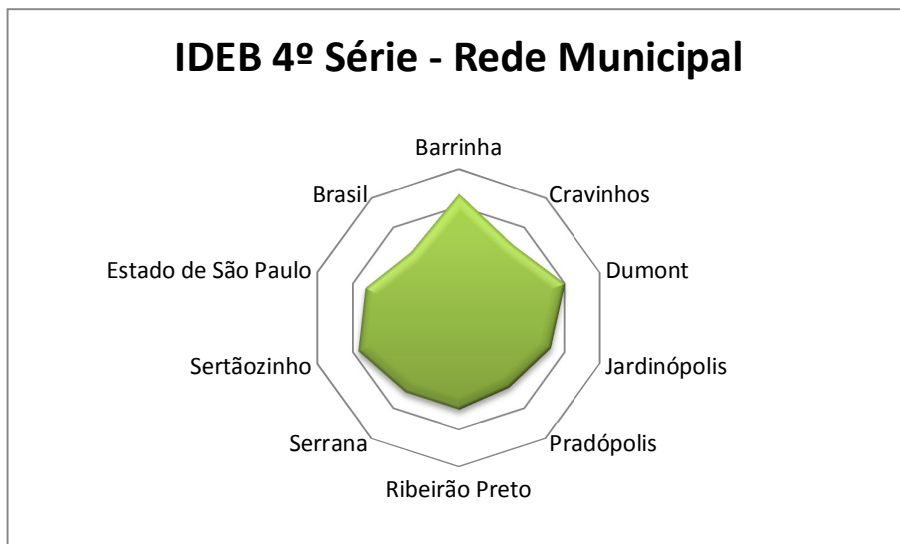 IDEB 4º Série - Rede Municipal
Barrinha
Brasil
Cravinhos
Estado de São Paulo
Dumont
Sertãozinho
Jardinópolis
Serrana
Pradópolis
Ribeirão Preto